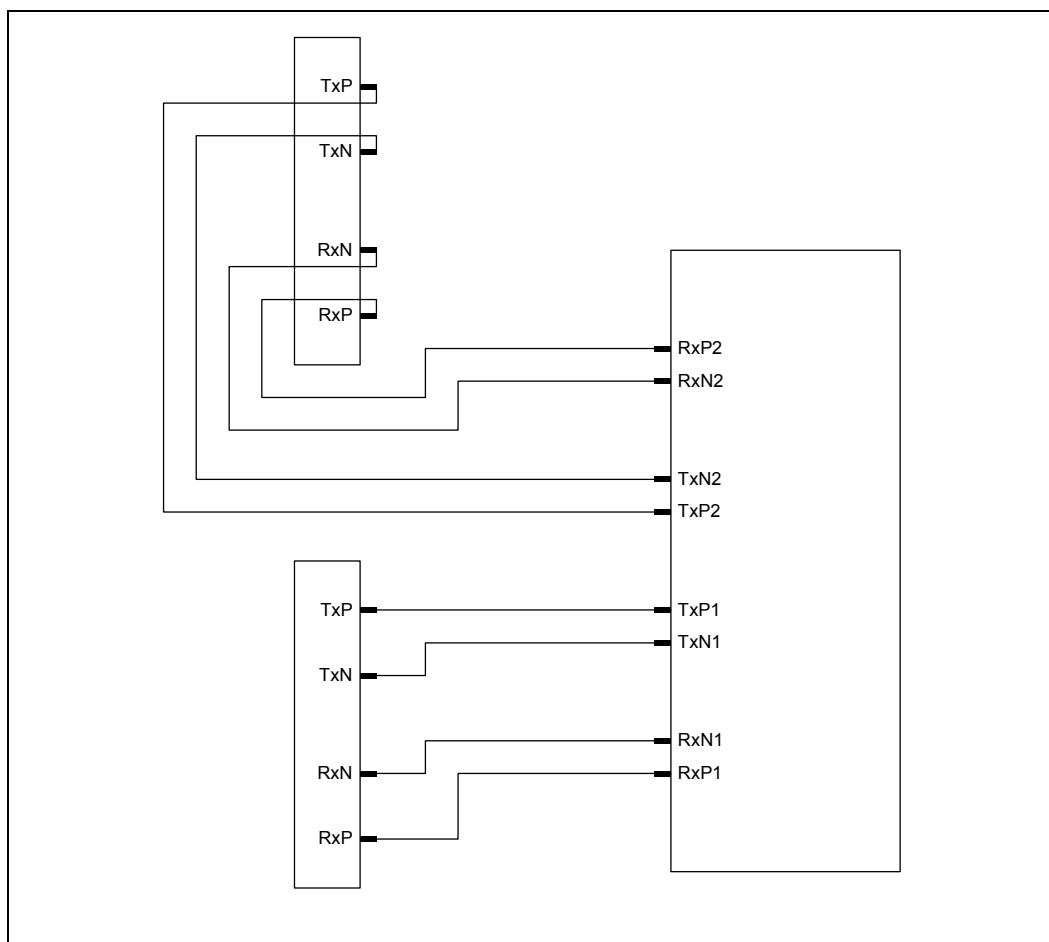 TxP
TxN
RxN
RxP
RxP2
RxN2
TxN2
TxP2
TxP
TxN
RxN
RxP
TxP1
TxN1
RxN1
RxP1